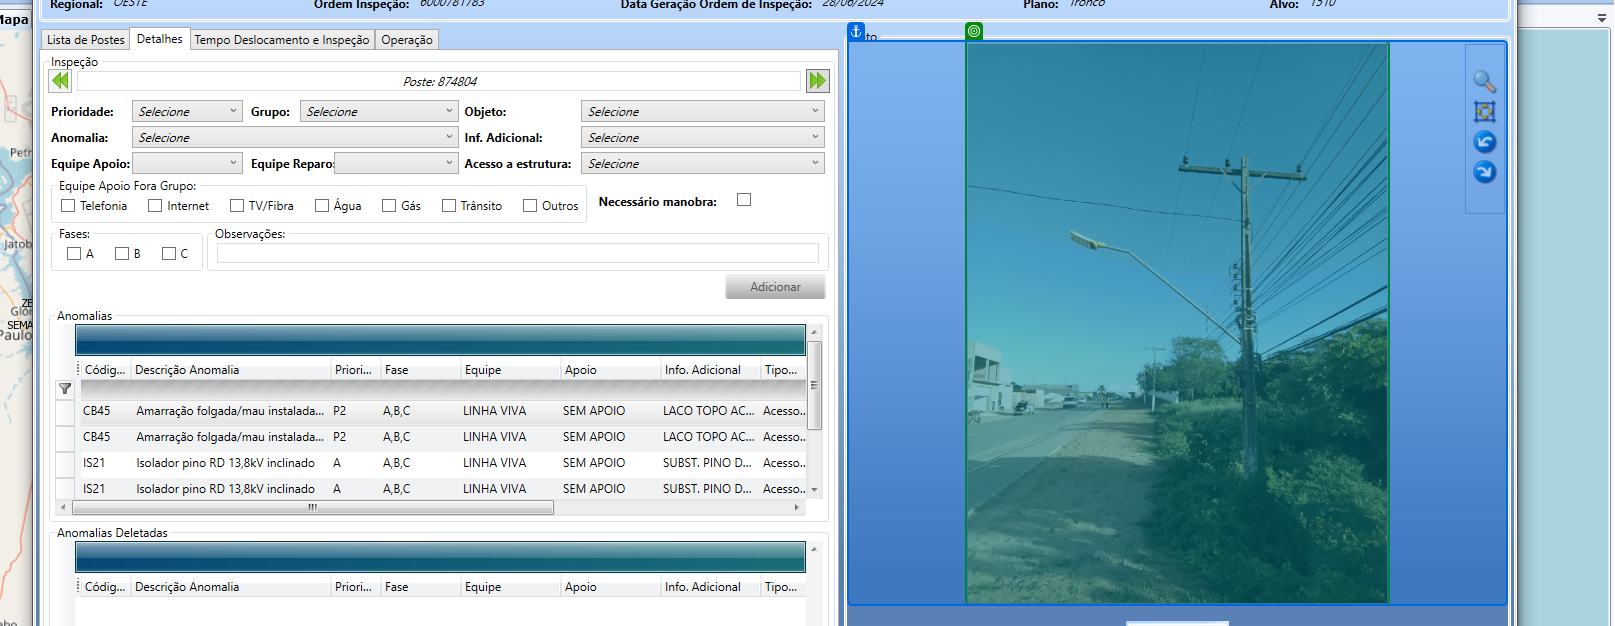 Mapa
Regional: OESTE Ordem Inspeção: 6000781783 Data Geração Ordem de Inspeção: 28/06/2024 Plano: Tronco Alvo: 1510
Lista de Postes Detalhes Tempo Deslocamento e Inspeção Operação
Inspeção
Poste: 874804
Prioridade: Selecione Grupo: Selecione Objeto: Selecione
Anomalia: Selecione Inf. Adicional: Selecione
Equipe Apoio: Equipe Reparo: Acesso a estrutura: Selecione
Equipe Apoio Fora Grupo:
Telefonia Internet TV/Fibra Água Gás Trânsito Outros Necessário manobra:
Fases: Observações:
A B C
Adicionar
Anomalias
Códig... Descrição Anomalia Priori... Fase Equipe Apoio Info. Adicional Tipo...
CB45 Amarração folgada/mau instalada... P2 A,B,C LINHA VIVA SEM APOIO LACO TOPO AC... Acesso..
CB45 Amarração folgada/mau instalada... P2 A,B,C LINHA VIVA SEM APOIO LACO TOPO AC... Acesso..
IS21 Isolador pino RD 13,8kV inclinado A A,B,C LINHA VIVA SEM APOIO SUBST. PINO D... Acesso..
IS21 Isolador pino RD 13,8kV inclinado A A,B,C LINHA VIVA SEM APOIO SUBST. PINO D... Acesso..
Anomalias Deletadas
Códig... Descrição Anomalia Priori... Fase Equipe Apoio Info. Adicional Tipo...
to
Petr
Jatob
ZE
Glór
SEMA
Paulo
abo